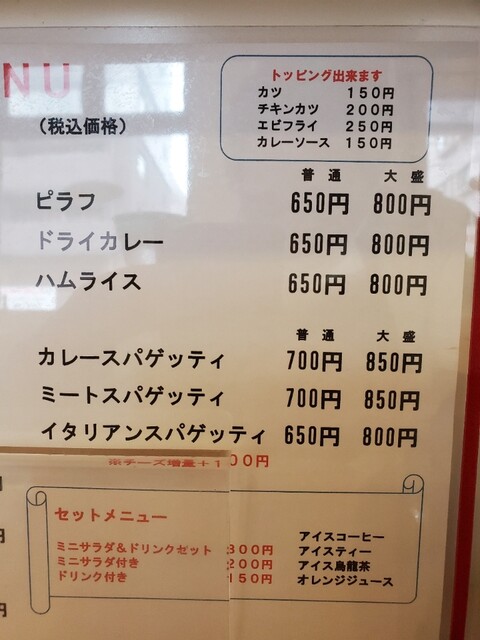 NU
（税込価格）
トッピング出来ます
カツ 150円
チキンカツ 200円
エビフライ 250円
カレーソース 150円
普通 大盛
ピラフ 650円 800円
ドライカレー 650円 800円
ハムライス 650円 800円
普通 大盛
カレースパゲッティ 700円 850円
ミートスパゲッティ 700円 850円
イタリアンスパゲッティ 650円 800円
※チーズ増量＋100円
セットメニュー
ミニサラダ＆ドリンクセット 300円
ミニサラダ付き 200円
ドリンク付き 150円
アイスコーヒー
アイスティー
アイス烏龍茶
オレンジジュース
円
円